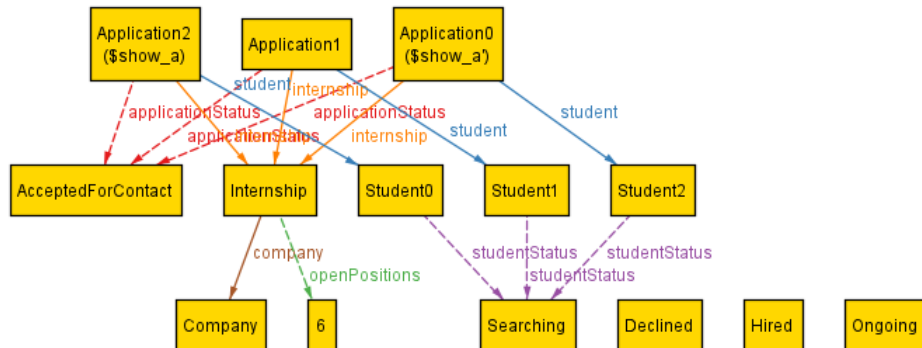 Application2
($show_a)
Application1
Application0
($show_a')
student
internship
applicationStatus
applicationStatus
applicationStatus
internship
internship
student
student
AcceptedForContact
Internship
Student0
Student1
Student2
company
openPositions
studentStatus
studentStatus
studentStatus
Company
6
Searching
Declined
Hired
Ongoing